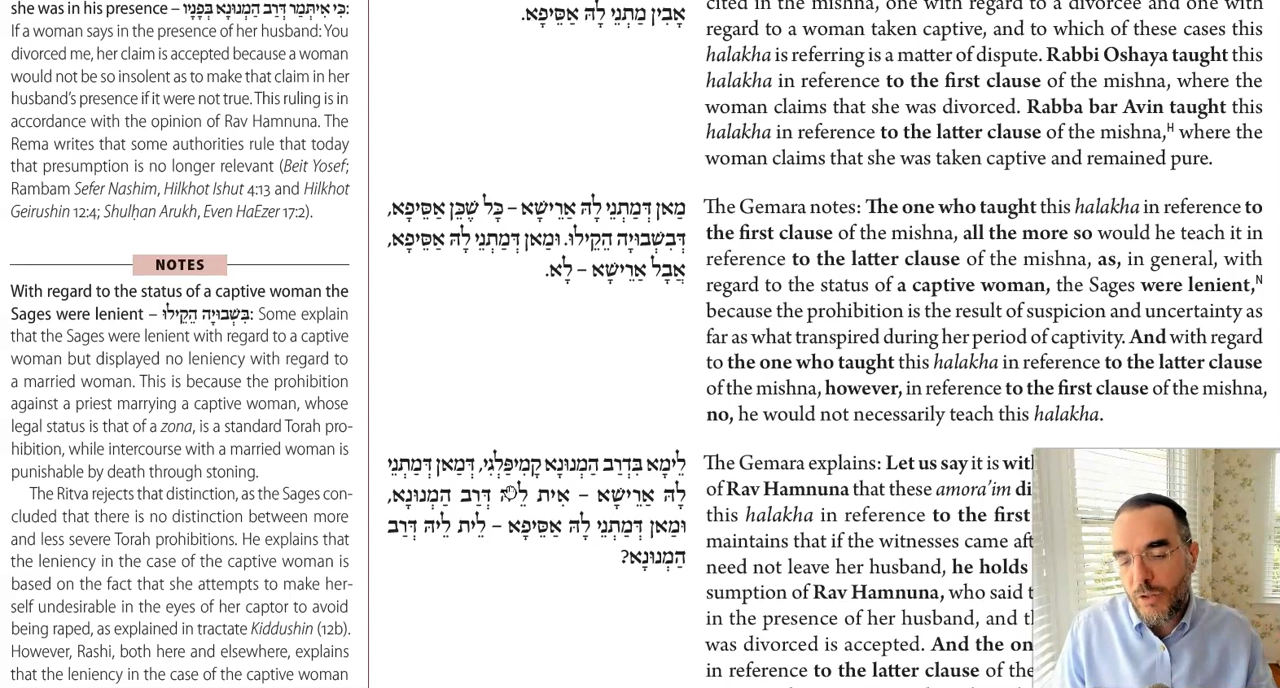 she was in his presence – כִּי אִיתְּמַר דְּרַב הַמְנוּנָא בְּפָנָיו:
If a woman says in the presence of her husband: You
divorced me, her claim is accepted because a woman
would not be so insolent as to make that claim in her
husband's presence if it were not true. This ruling is in
accordance with the opinion of Rav Hamnuna. The
Rema writes that some authorities rule that today
that presumption is no longer relevant (Beit Yosef;
Rambam Sefer Nashim, Hilkhot Ishut 4:13 and Hilkhot
Geirushin 12:4; Shulḥan Arukh, Even HaEzer 17:2).
NOTES
With regard to the status of a captive woman the
Sages were lenient – בִּשְׁבוּיָה הֵקֵילּוּ: Some explain
that the Sages were lenient with regard to a captive
woman but displayed no leniency with regard to
a married woman. This is because the prohibition
against a priest marrying a captive woman, whose
legal status is that of a zona, is a standard Torah pro-
hibition, while intercourse with a married woman is
punishable by death through stoning.
The Ritva rejects that distinction, as the Sages con-
cluded that there is no distinction between more
and less severe Torah prohibitions. He explains that
the leniency in the case of the captive woman is
based on the fact that she attempts to make her-
self undesirable in the eyes of her captor to avoid
being raped, as explained in tractate Kiddushin (12b).
However, Rashi, both here and elsewhere, explains
that the leniency in the case of the captive woman
אָבִין מַתְנֵי לַהּ אַסֵּיפָא.
מַאן דְּמַתְנֵי לַהּ אַרֵישָׁא – כָּל שֶׁכֵּן אַסֵּיפָא,
דְּבִשְׁבוּיָה הֵקֵילּוּ. וּמַאן דְּמַתְנֵי לַהּ אַסֵּיפָא,
אֲבָל אַרֵישָׁא – לָא.
לֵימָא בִּדְרַב הַמְנוּנָא קָמִיפַּלְגִי, דְּמַאן דְּמַתְנֵי
לַהּ אַרֵישָׁא – אִית לֵיהּ דְּרַב הַמְנוּנָא,
וּמַאן דְּמַתְנֵי לַהּ אַסֵּיפָא – לֵית לֵיהּ דְּרַב
הַמְנוּנָא?
cited in the mishna, one with regard to a divorcée and one with
regard to a woman taken captive, and to which of these cases this
halakha is referring is a matter of dispute. Rabbi Oshaya taught this
halakha in reference to the first clause of the mishna, where the
woman claims that she was divorced. Rabba bar Avin taught this
halakha in reference to the latter clause of the mishna,ᴴ where the
woman claims that she was taken captive and remained pure.
The Gemara notes: The one who taught this halakha in reference to
the first clause of the mishna, all the more so would he teach it in
reference to the latter clause of the mishna, as, in general, with
regard to the status of a captive woman, the Sages were lenient,ᴺ
because the prohibition is the result of suspicion and uncertainty as
far as what transpired during her period of captivity. And with regard
to the one who taught this halakha in reference to the latter clause
of the mishna, however, in reference to the first clause of the mishna,
no, he would not necessarily teach this halakha.
The Gemara explains: Let us say it is
of Rav Hamnuna that these amora'im
this halakha in reference to the first
maintains that if the witnesses came
need not leave her husband, he holds
sumption of Rav Hamnuna, who said
in the presence of her husband, and
was divorced is accepted. And the
in reference to the latter clause of the